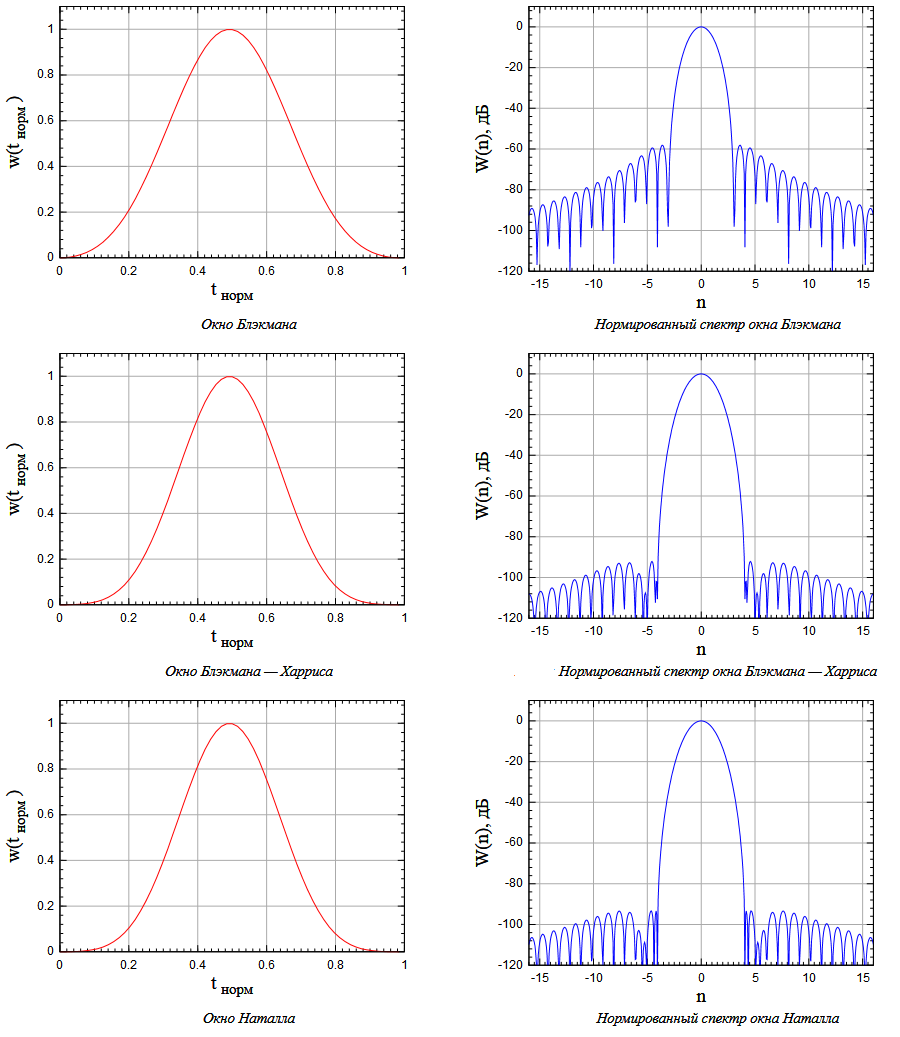 1
0.8
0.6
0.4
0.2
0
w(t норм )
0 0.2 0.4 0.6 0.8 1
t норм
Окно Блэкмана
0
-20
-40
-60
-80
-100
-120
W(n), дБ
-15 -10 -5 0 5 10 15
n
Нормированный спектр окна Блэкмана
1
0.8
0.6
0.4
0.2
0
w(t норм )
0 0.2 0.4 0.6 0.8 1
t норм
Окно Блэкмана — Харриса
0
-20
-40
-60
-80
-100
-120
W(n), дБ
-15 -10 -5 0 5 10 15
n
Нормированный спектр окна Блэкмана — Харриса
1
0.8
0.6
0.4
0.2
0
w(t норм )
0 0.2 0.4 0.6 0.8 1
t норм
Окно Наталла
0
-20
-40
-60
-80
-100
-120
W(n), дБ
-15 -10 -5 0 5 10 15
n
Нормированный спектр окна Наталла